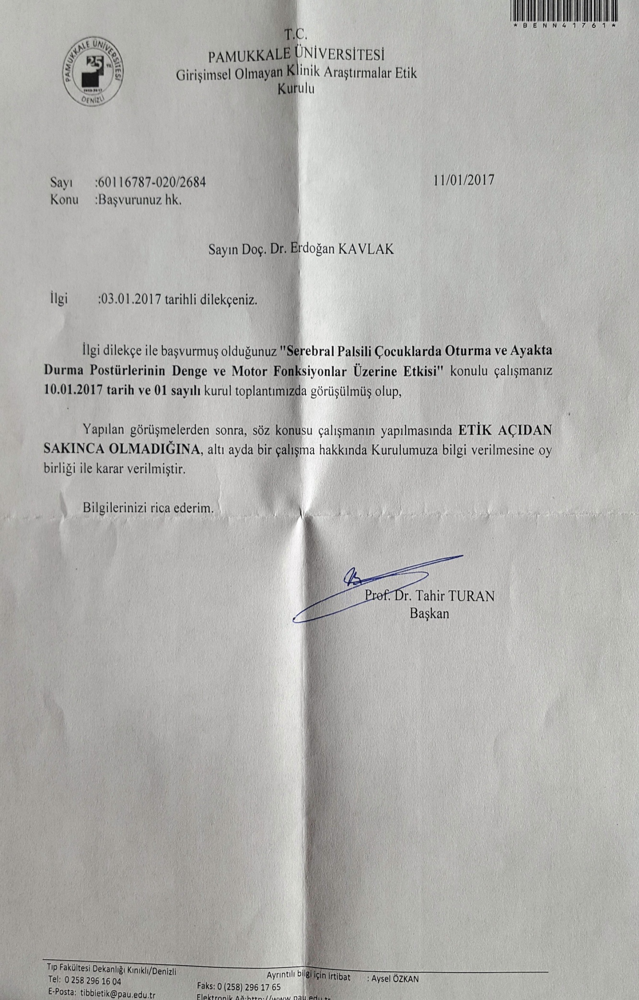 *BENN41761*
T.C.
PAMUKKALE ÜNİVERSİTESİ
Girişimsel Olmayan Klinik Araştırmalar Etik
Kurulu
PAMUKKALE ÜNİVERSİTESİ
25
DENİZLİ
Sayı :60116787-020/2684 11/01/2017
Konu :Başvurunuz hk.
Sayın Doç. Dr. Erdoğan KAVLAK
İlgi :03.01.2017 tarihli dilekçeniz.
İlgi dilekçe ile başvurmuş olduğunuz "Serebral Palsili Çocuklarda Oturma ve Ayakta
Durma Postürlerinin Denge ve Motor Fonksiyonlar Üzerine Etkisi" konulu çalışmanız
10.01.2017 tarih ve 01 sayılı kurul toplantımızda görüşülmüş olup,
Yapılan görüşmelerden sonra, söz konusu çalışmanın yapılmasında ETİK AÇIDAN
SAKINCA OLMADIĞINA, altı ayda bir çalışma hakkında Kurulumuza bilgi verilmesine oy
birliği ile karar verilmiştir.
Bilgilerinizi rica ederim.
Prof. Dr. Tahir TURAN
Başkan
Tıp Fakültesi Dekanlığı Kınıklı/Denizli
Ayrıntılı bilgi için irtibat : Aysel ÖZKAN
Tel: 0 258 296 16 04
Faks: 0 (258) 296 17 65
E-Posta: tibbietik@pau.edu.tr
Elektronik Ağ:http://www.pau.edu.tr